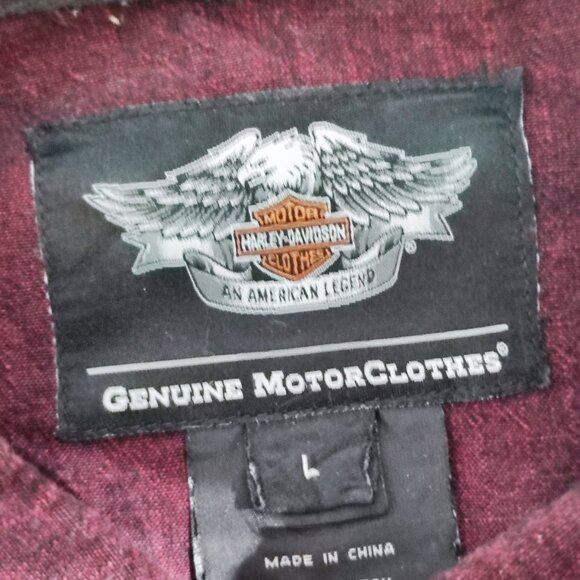 MOTOR
HARLEY-DAVIDSON
CLOTHES
®
AN AMERICAN LEGEND
GENUINE MOTORCLOTHES®
L
MADE IN CHINA